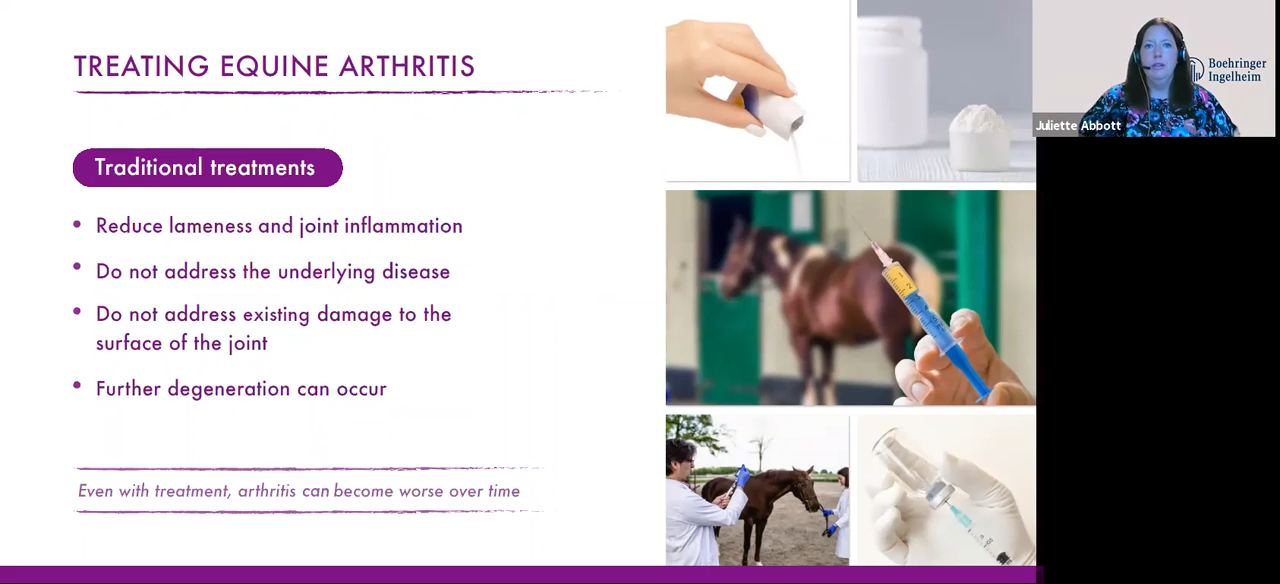 TREATING EQUINE ARTHRITIS
Traditional treatments
• Reduce lameness and joint inflammation
• Do not address the underlying disease
• Do not address existing damage to the
surface of the joint
• Further degeneration can occur
Even with treatment, arthritis can become worse over time
Boehringer
Ingelheim
Juliette Abbott